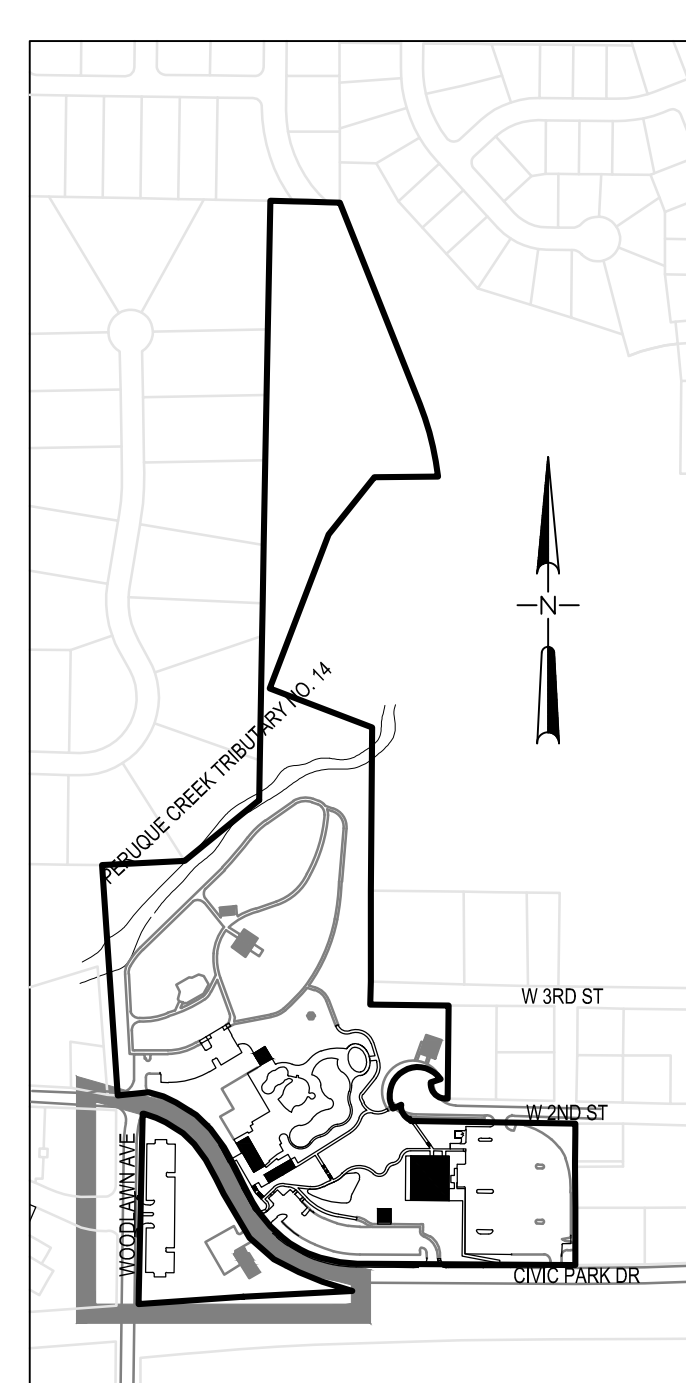 N
PERUQUE CREEK TRIBUTARY NO. 14
W 3RD ST
W 2ND ST
WOODLAWN AVE
CIVIC PARK DR